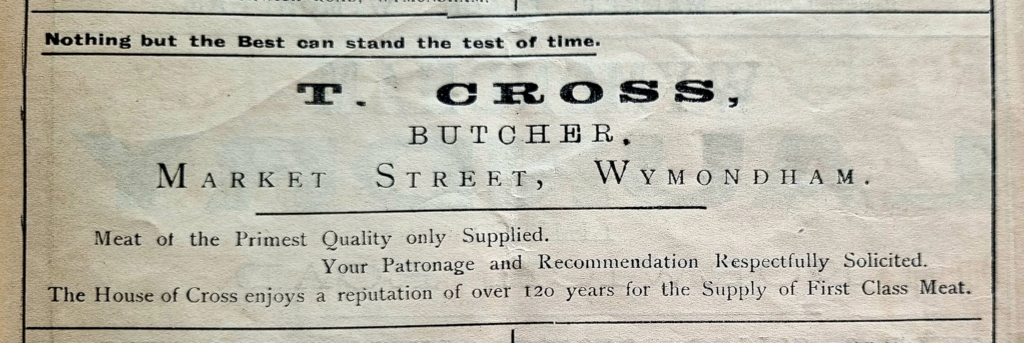 Nothing but the Best can stand the test of time.
T. CROSS,
BUTCHER,
MARKET STREET, WYMONDHAM.
Meat of the Primest Quality only Supplied.
Your Patronage and Recommendation Respectfully Solicited.
The House of Cross enjoys a reputation of over 120 years for the Supply of First Class Meat.